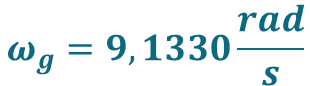 ω_g = 9,1330 rad/s